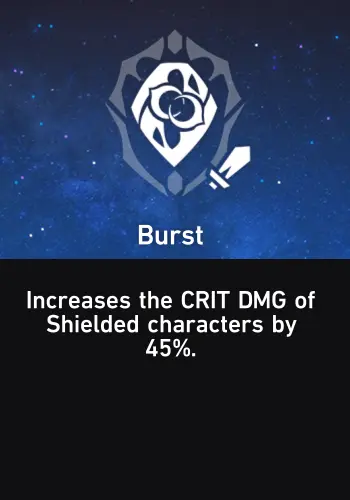 Burst
Increases the CRIT DMG of
Shielded characters by
45%.